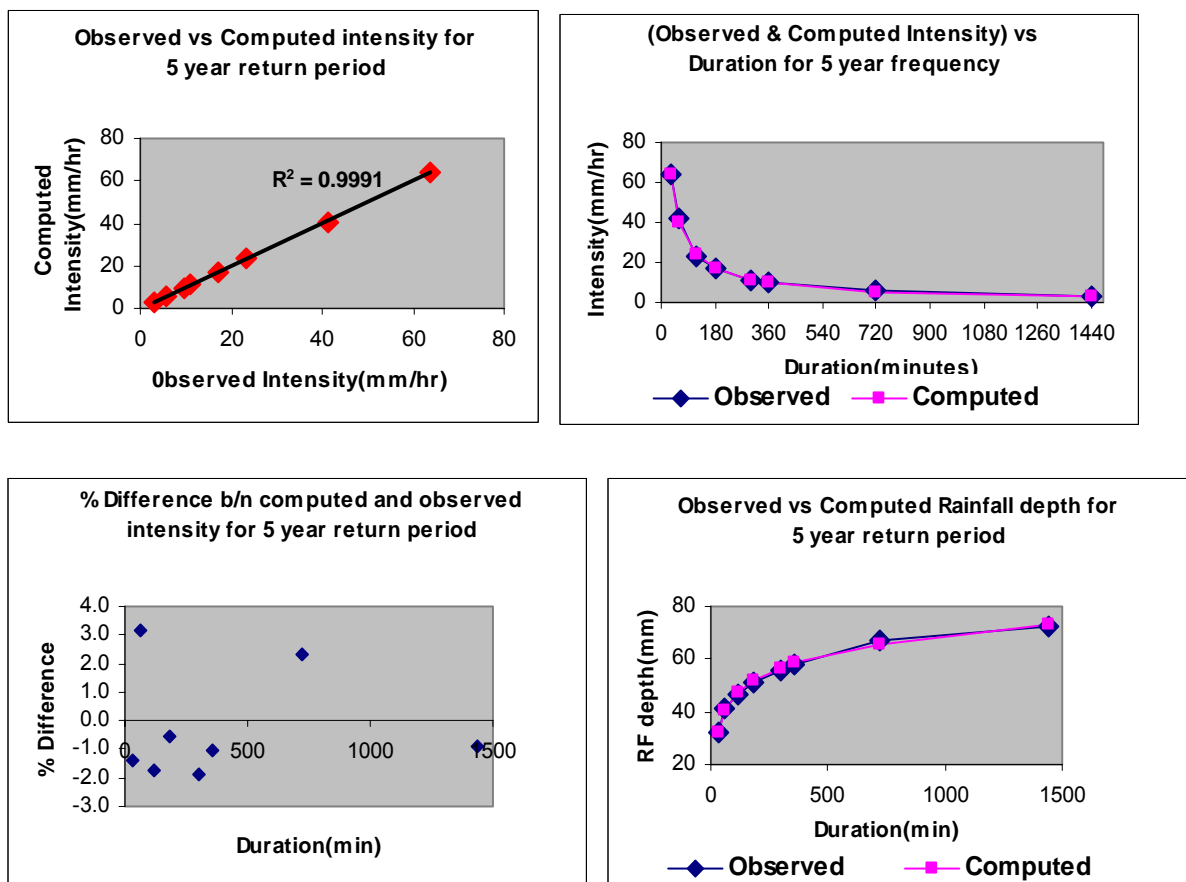 Observed vs Computed intensity for
5 year return period
80
60
40
20
0
0 20 40 60 80
R² = 0.9991
Computed
Intensity(mm/hr)
0bserved Intensity(mm/hr)
(Observed & Computed Intensity) vs
Duration for 5 year frequency
80
60
40
20
0
0 180 360 540 720 900 1080 1260 1440
Intensity(mm/hr)
Duration(minutes)
Observed Computed
% Difference b/n computed and observed
intensity for 5 year return period
4.0
3.0
2.0
1.0
0.0
-1.0
-2.0
-3.0
0 500 1000 1500
% Difference
Duration(min)
Observed vs Computed Rainfall depth for
5 year return period
80
60
40
20
0 500 1000 1500
RF depth(mm)
Duration(min)
Observed Computed